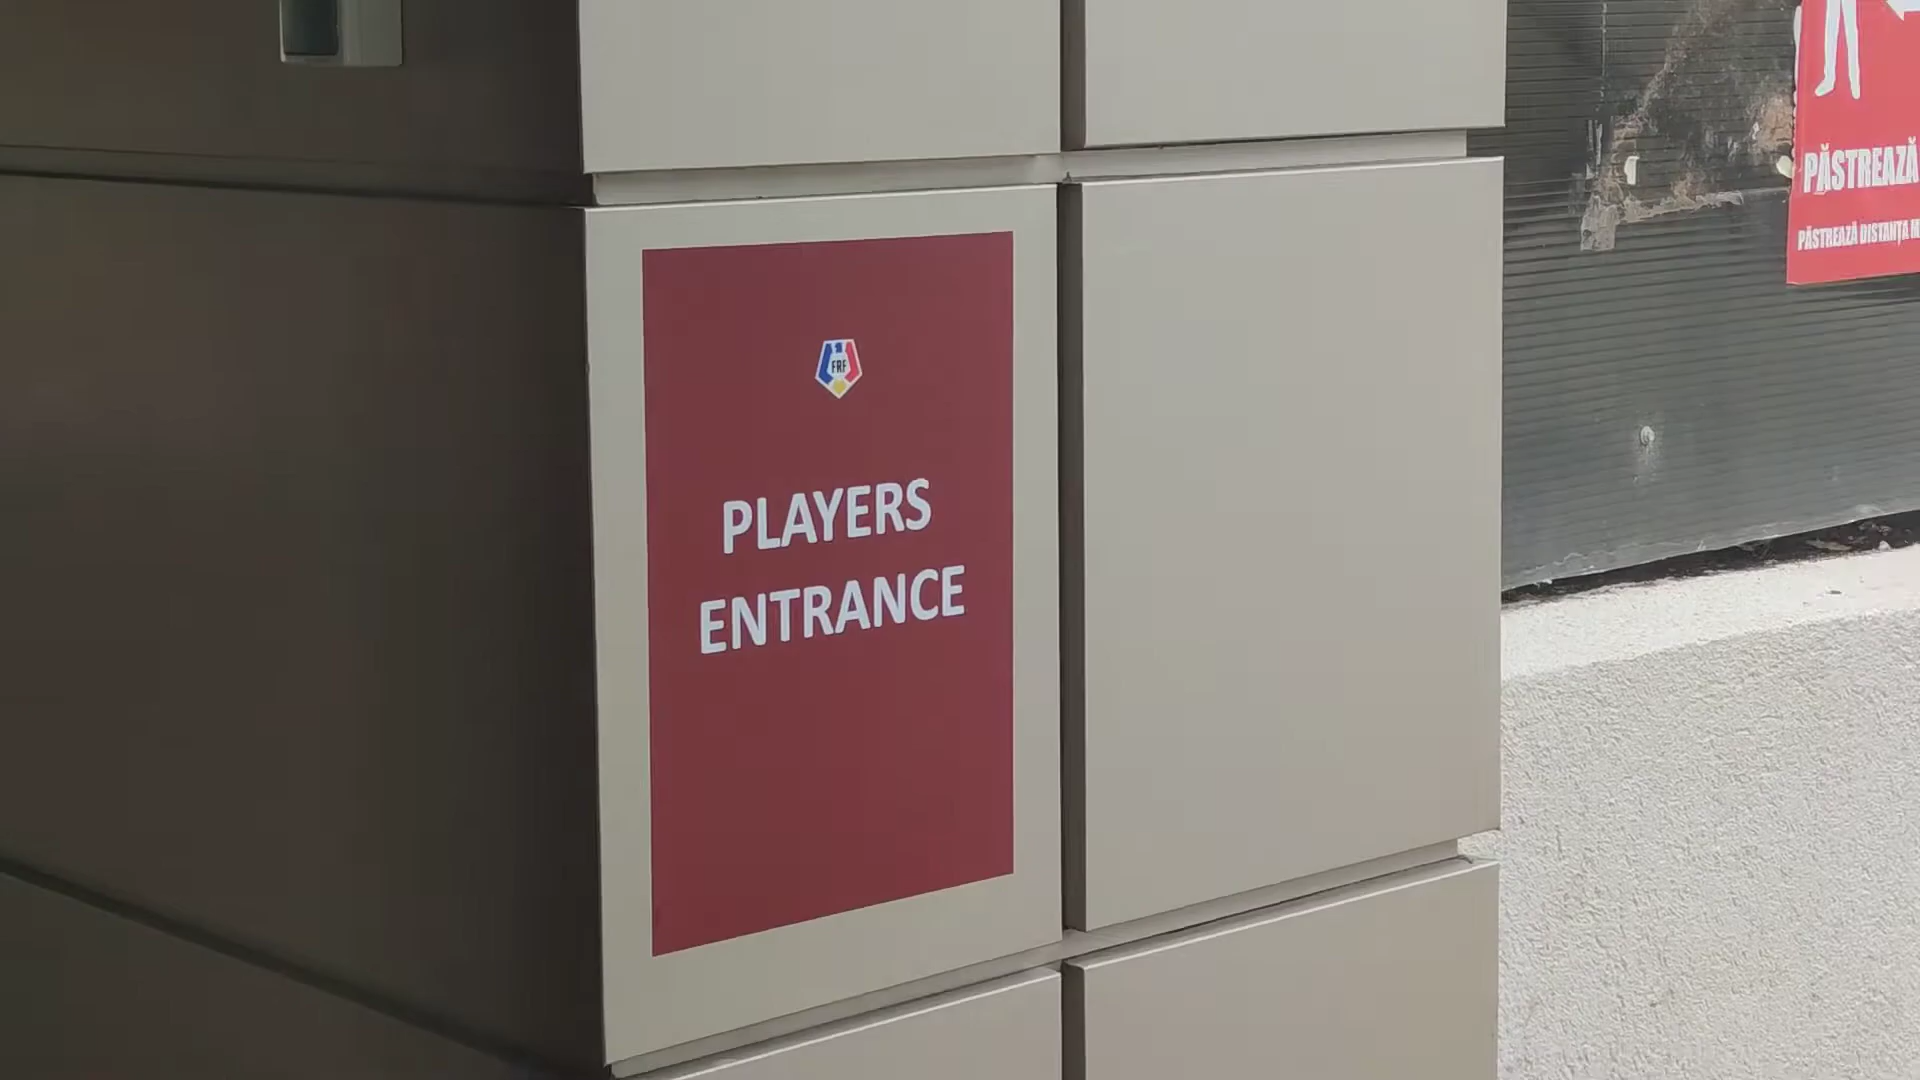 FRF
PLAYERS
ENTRANCE
PĂSTREAZĂ
PĂSTREAZĂ DISTANȚA